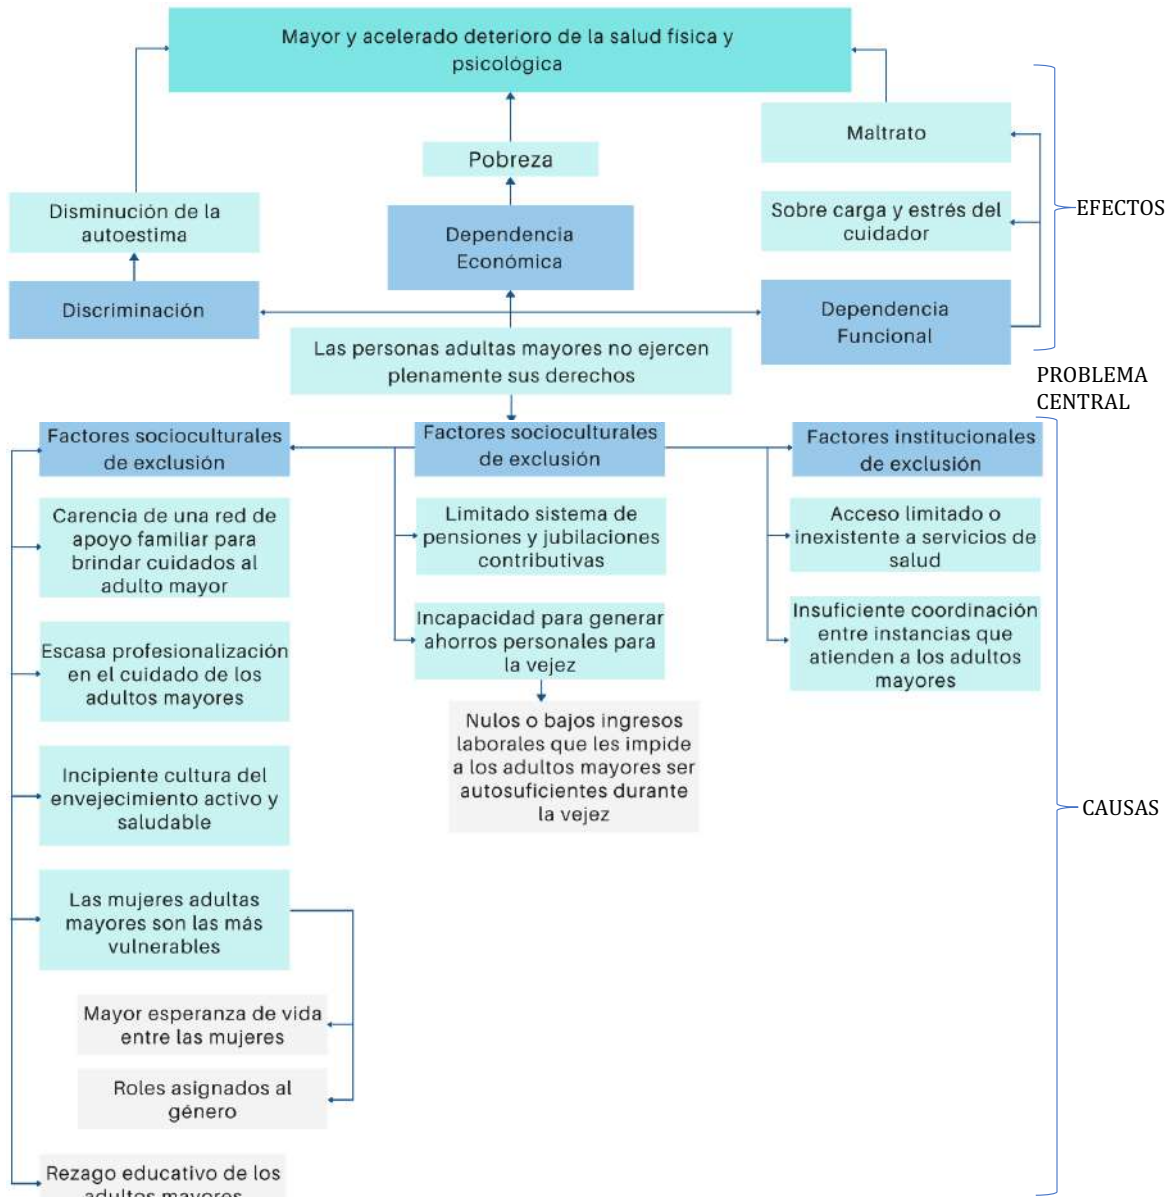 Mayor y acelerado deterioro de la salud física y
psicológica
Maltrato
Pobreza
Disminución de la
autoestima
Sobre carga y estrés del
cuidador
EFECTOS
Dependencia
Económica
Discriminación
Dependencia
Funcional
Las personas adultas mayores no ejercen
plenamente sus derechos
PROBLEMA
CENTRAL
Factores socioculturales
de exclusión
Factores socioculturales
de exclusión
Factores institucionales
de exclusión
Carencia de una red de
apoyo familiar para
brindar cuidados al
adulto mayor
Limitado sistema de
pensiones y jubilaciones
contributivas
Acceso limitado o
inexistente a servicios de
salud
Escasa profesionalización
en el cuidado de los
adultos mayores
Incapacidad para generar
ahorros personales para
la vejez
Insuficiente coordinación
entre instancias que
atienden a los adultos
mayores
Nulos o bajos ingresos
laborales que les impide
a los adultos mayores ser
autosuficientes durante
la vejez
Incipiente cultura del
envejecimiento activo y
saludable
CAUSAS
Las mujeres adultas
mayores son las más
vulnerables
Mayor esperanza de vida
entre las mujeres
Roles asignados al
género
Rezago educativo de los
adultos mayores